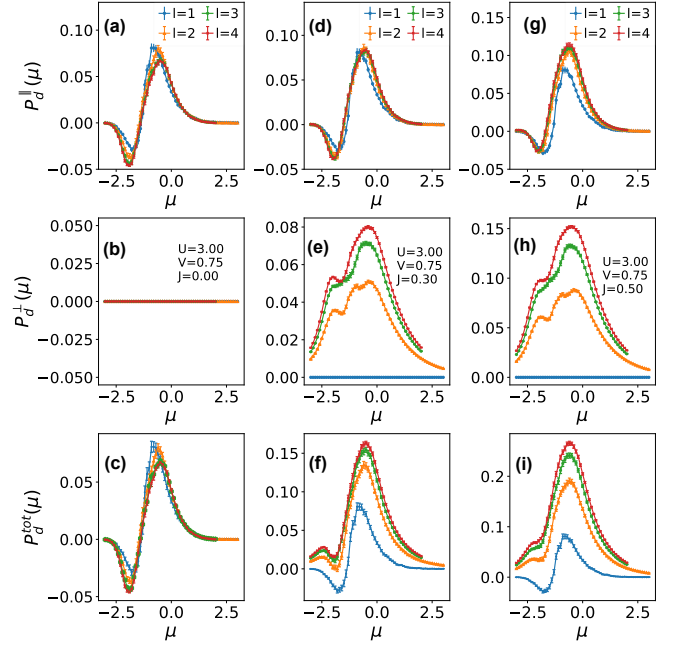 (a)
l=1 l=3
l=2 l=4
P_d^∥(μ)
0.10
0.05
0.00
−0.05
−2.5 0.0 2.5
μ
(d)
l=1 l=3
l=2 l=4
0.10
0.05
0.00
−0.05
−2.5 0.0 2.5
μ
(g)
l=1 l=3
l=2 l=4
0.15
0.10
0.05
0.00
−0.05
−2.5 0.0 2.5
μ
(b)
U=3.00
V=0.75
J=0.00
P_d^⊥(μ)
0.050
0.025
0.000
−0.025
−0.050
−2.5 0.0 2.5
μ
(e)
U=3.00
V=0.75
J=0.30
0.08
0.06
0.04
0.02
0.00
−2.5 0.0 2.5
μ
(h)
U=3.00
V=0.75
J=0.50
0.15
0.10
0.05
0.00
−2.5 0.0 2.5
μ
(c)
P_d^{tot}(μ)
0.05
0.00
−0.05
−2.5 0.0 2.5
μ
(f)
0.15
0.10
0.05
0.00
−2.5 0.0 2.5
μ
(i)
0.2
0.1
0.0
−2.5 0.0 2.5
μ